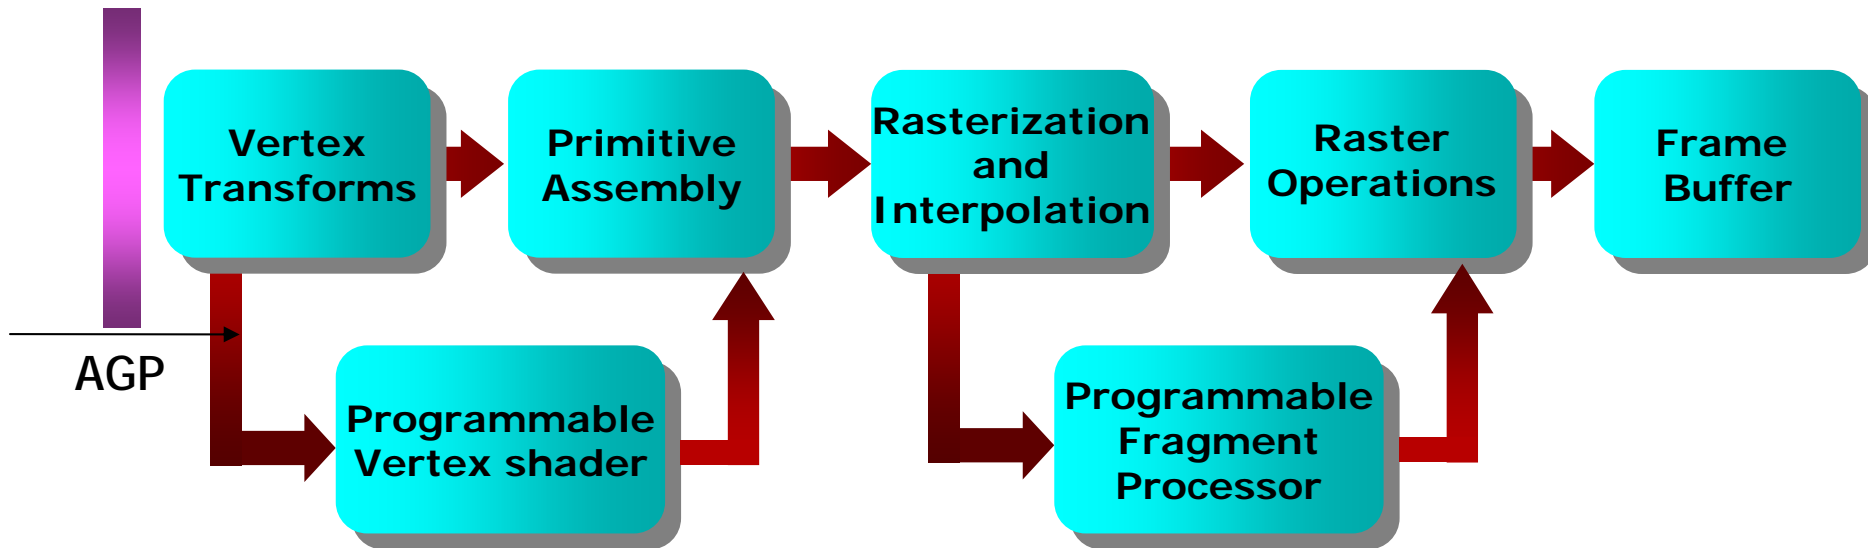 Vertex
Transforms
Primitive
Assembly
Rasterization
and
Interpolation
Raster
Operations
Frame
Buffer
AGP
Programmable
Vertex shader
Programmable
Fragment
Processor